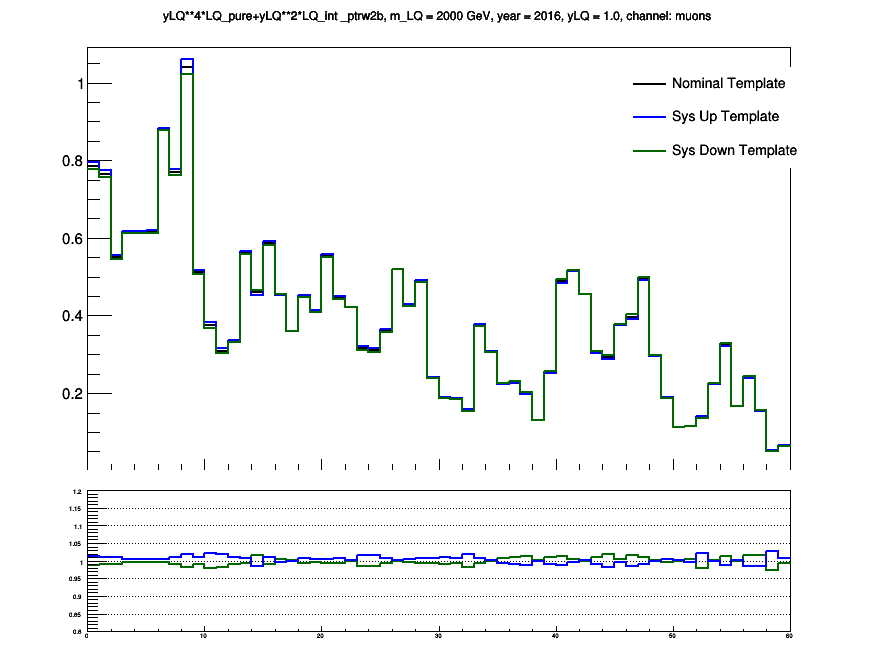 yLQ**4*LQ_pure+yLQ**2*LQ_int _ptrw2b, m_LQ = 2000 GeV, year = 2016, yLQ = 1.0, channel: muons
1
0.8
0.6
0.4
0.2
Nominal Template
Sys Up Template
Sys Down Template
1.2
1.15
1.1
1.05
1
0.95
0.9
0.85
0.8
0 10 20 30 40 50 60